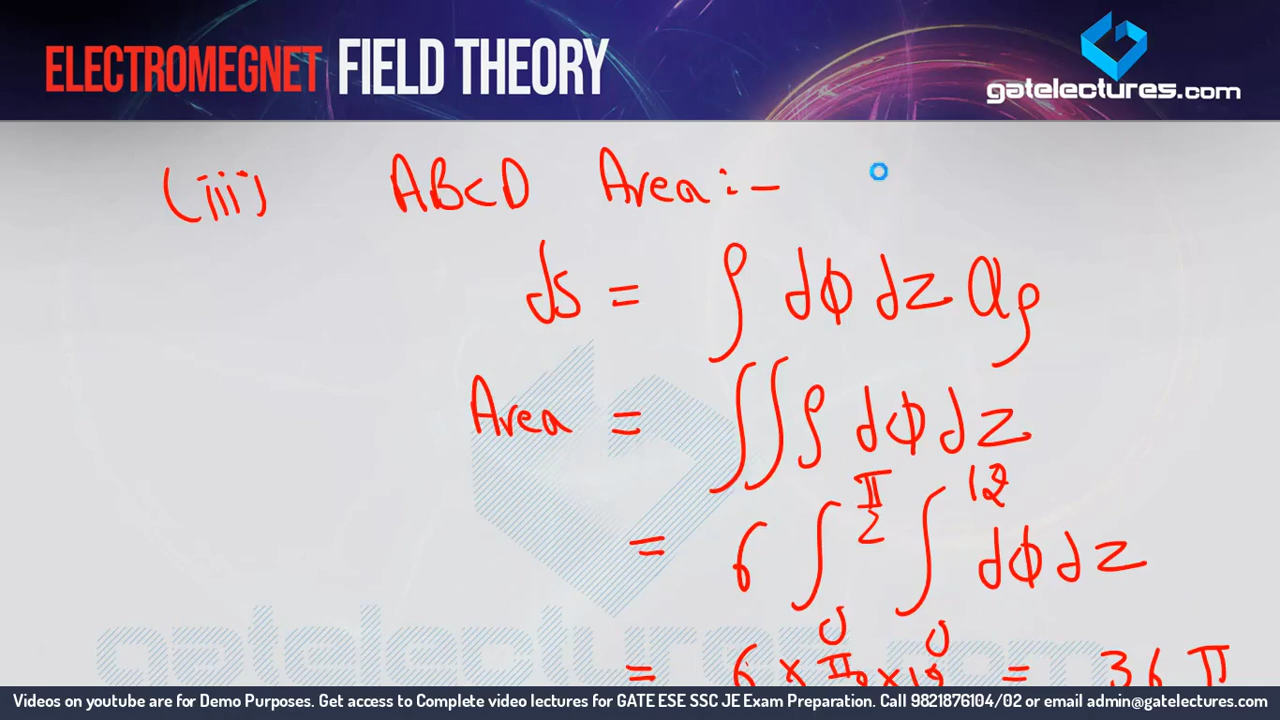 ELECTROMEGNET FIELD THEORY
gatelectures.com
(iii) ABCD Area :-
ds = ρ dφ dz aρ
Area = ∫∫ ρ dφ dz
= 6 ∫₀^π/2 ∫₀^12 dφ dz
= 6 × π/2 × 12 = 36 π
gatelectures.com
Videos on youtube are for Demo Purposes. Get access to Complete video lectures for GATE ESE SSC JE Exam Preparation. Call 9821876104/02 or email admin@gatelectures.com